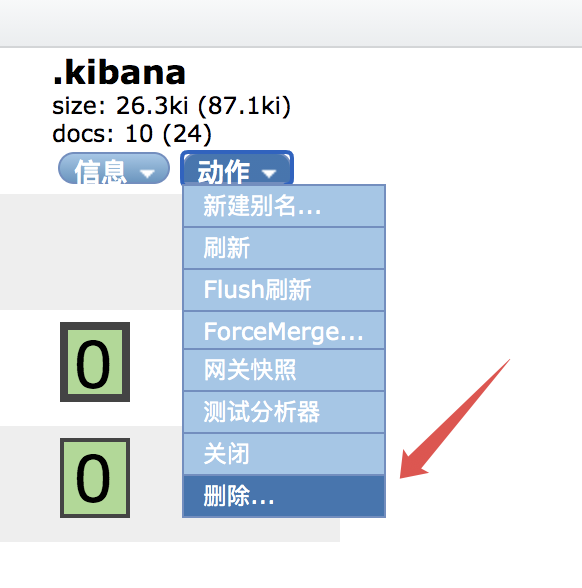 .kibana
size: 26.3ki (87.1ki)
docs: 10 (24)
信息 动作
新建别名...
刷新
Flush刷新
ForceMerge...
网关快照
测试分析器
关闭
删除...
0
0